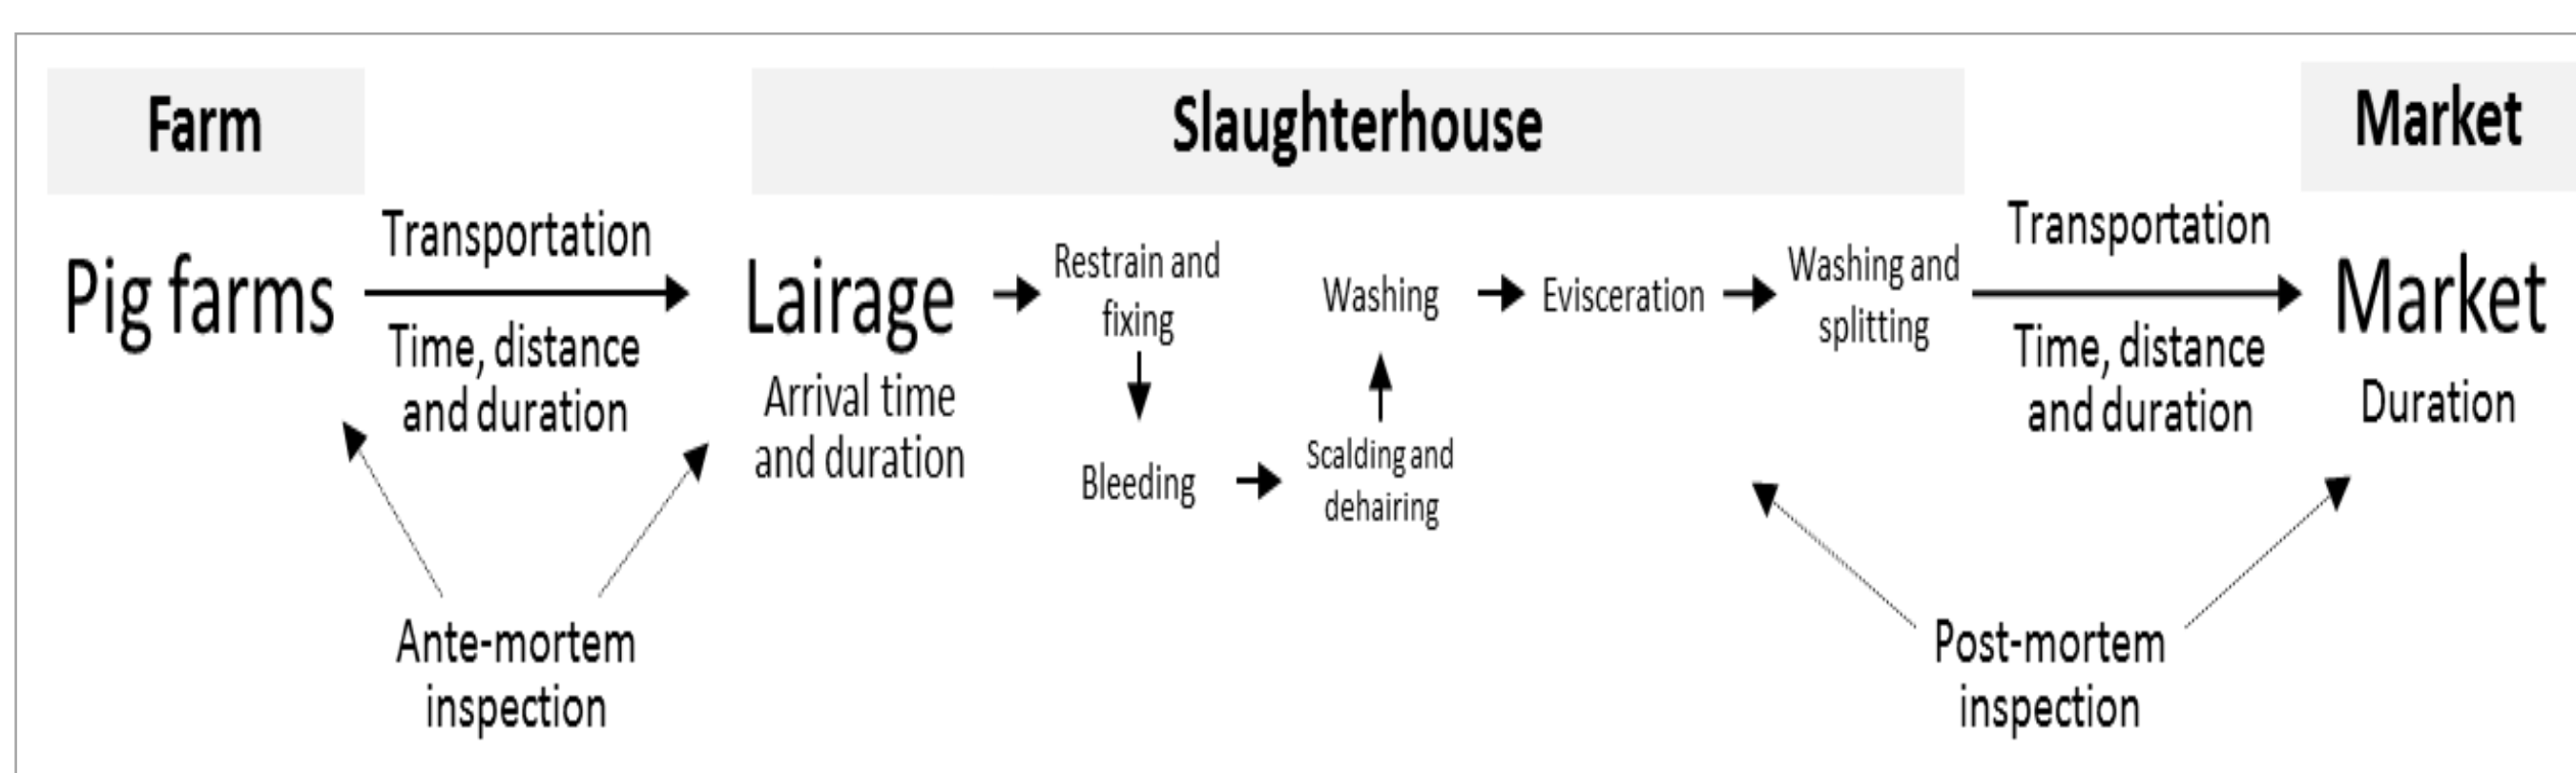 Farm
Slaughterhouse
Market
Pig farms
Transportation
Time, distance
and duration
Lairage
Arrival time
and duration
Restrain and
fixing
Bleeding
Scalding and
dehairing
Washing
Evisceration
Washing and
splitting
Transportation
Time, distance
and duration
Market
Duration
Ante-mortem
inspection
Post-mortem
inspection